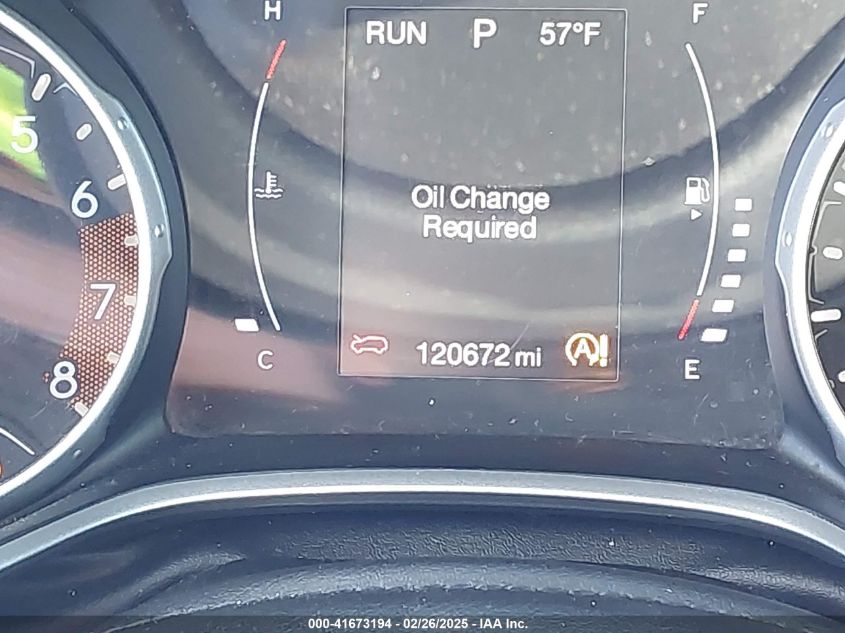 H
F
RUN P 57°F
5
6
Oil Change
Required
7
8
120672 mi A!
C
E
000-41673194 - 02/26/2025 - IAA Inc.